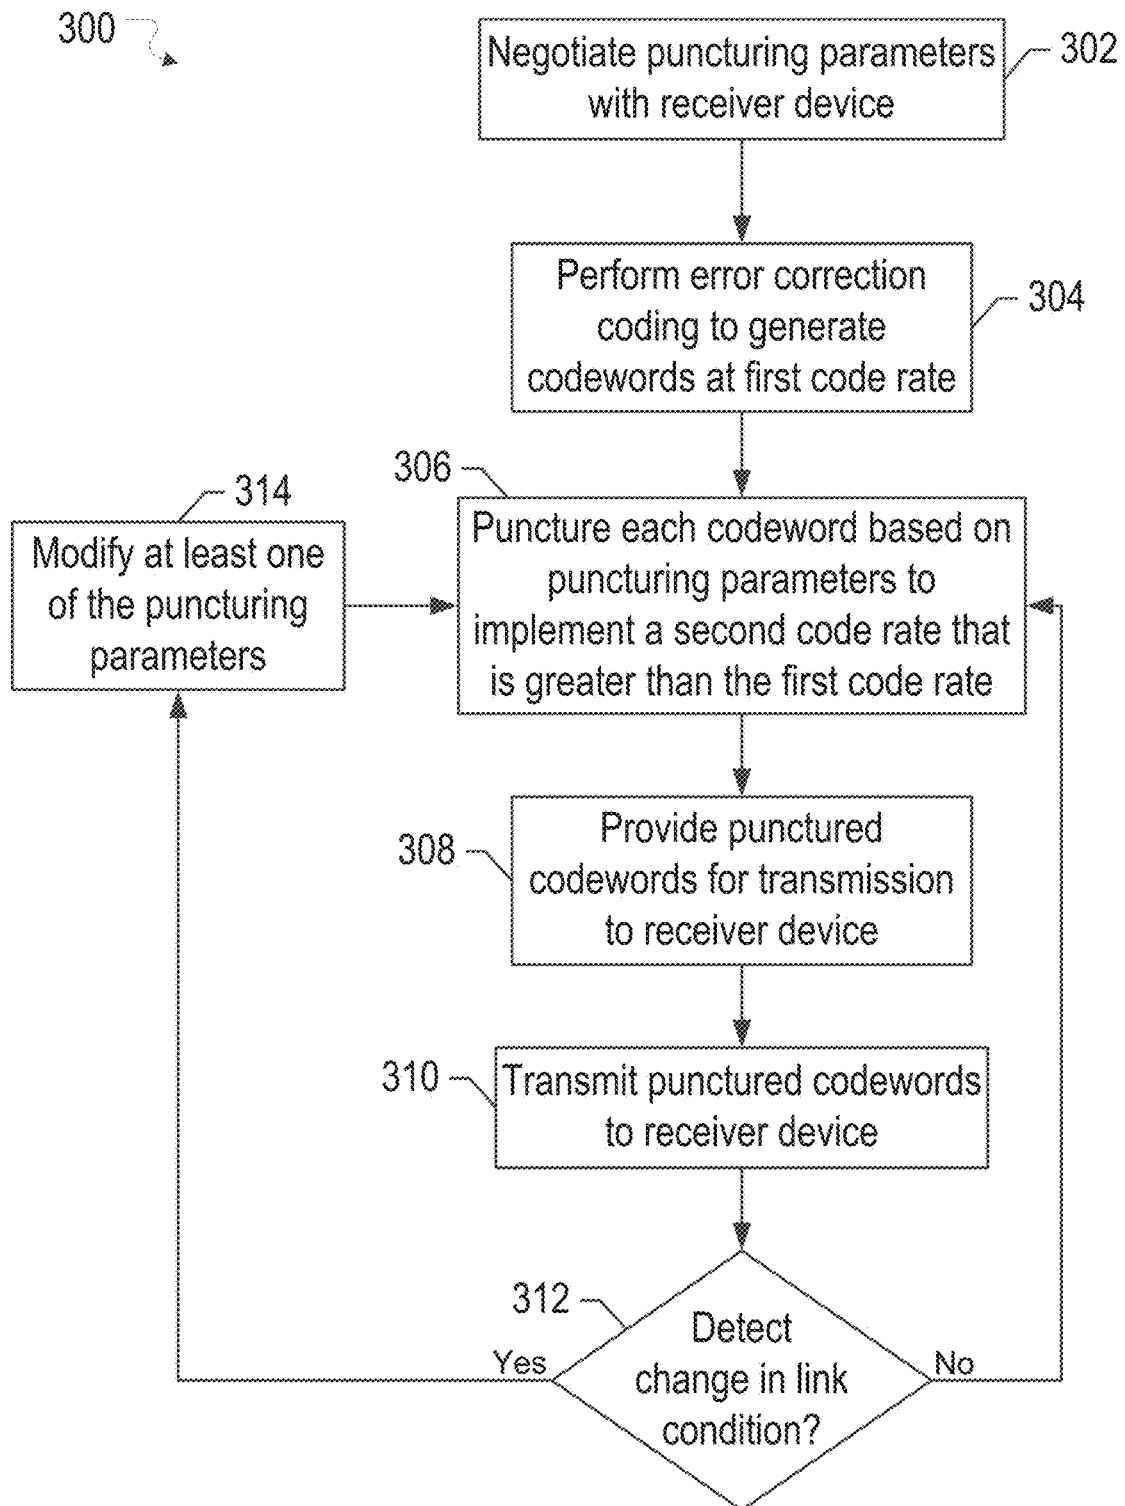 300
Negotiate puncturing parameters
with receiver device
302
Perform error correction
coding to generate
codewords at first code rate
304
306
Puncture each codeword based on
puncturing parameters to
implement a second code rate that
is greater than the first code rate
314
Modify at least one
of the puncturing
parameters
308
Provide punctured
codewords for transmission
to receiver device
310
Transmit punctured codewords
to receiver device
312
Detect
change in link
condition?
Yes
No